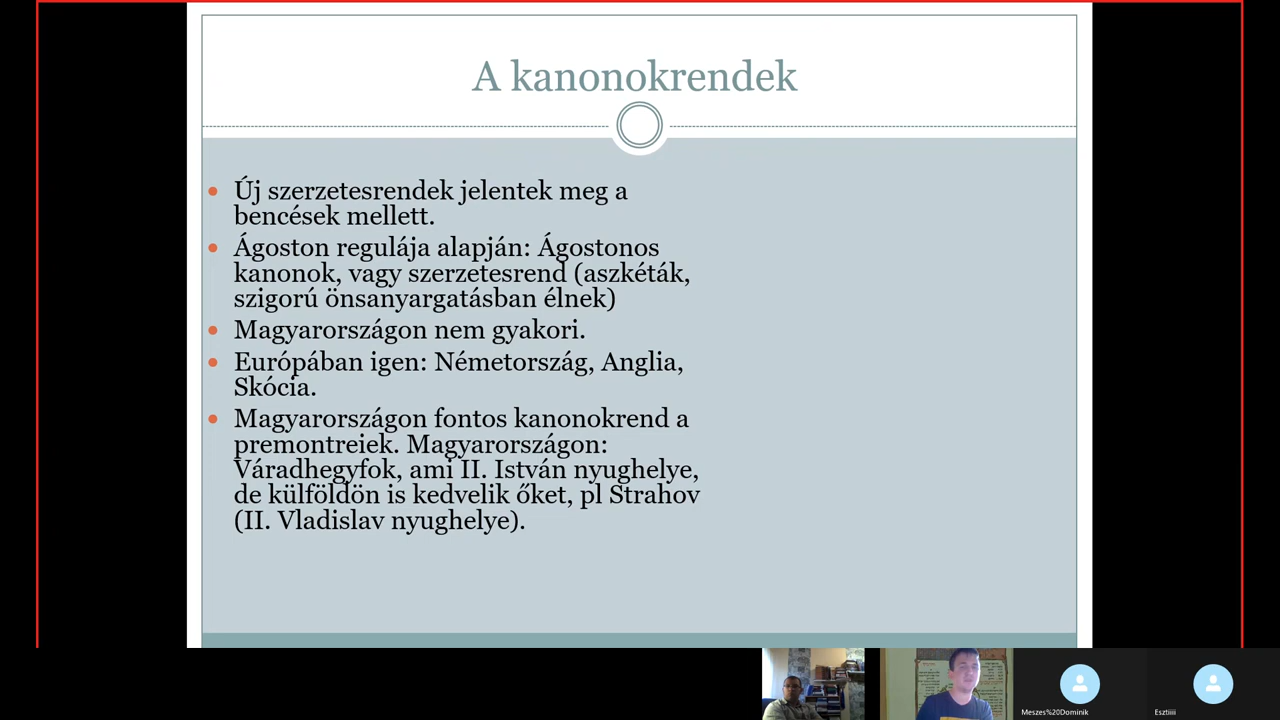 A kanonokrendek
Új szerzetesrendek jelentek meg a
bencések mellett.
Ágoston regulája alapján: Ágostonos
kanonok, vagy szerzetesrend (aszkéták,
szigorú önsanyargatásban élnek)
Magyarországon nem gyakori.
Európában igen: Németország, Anglia,
Skócia.
Magyarországon fontos kanonokrend a
premontreiek. Magyarországon:
Váradhegyfok, ami II. István nyughelye,
de külföldön is kedvelik őket, pl Strahov
(II. Vladislav nyughelye).
Meszes%20Dominik
Esztiiii